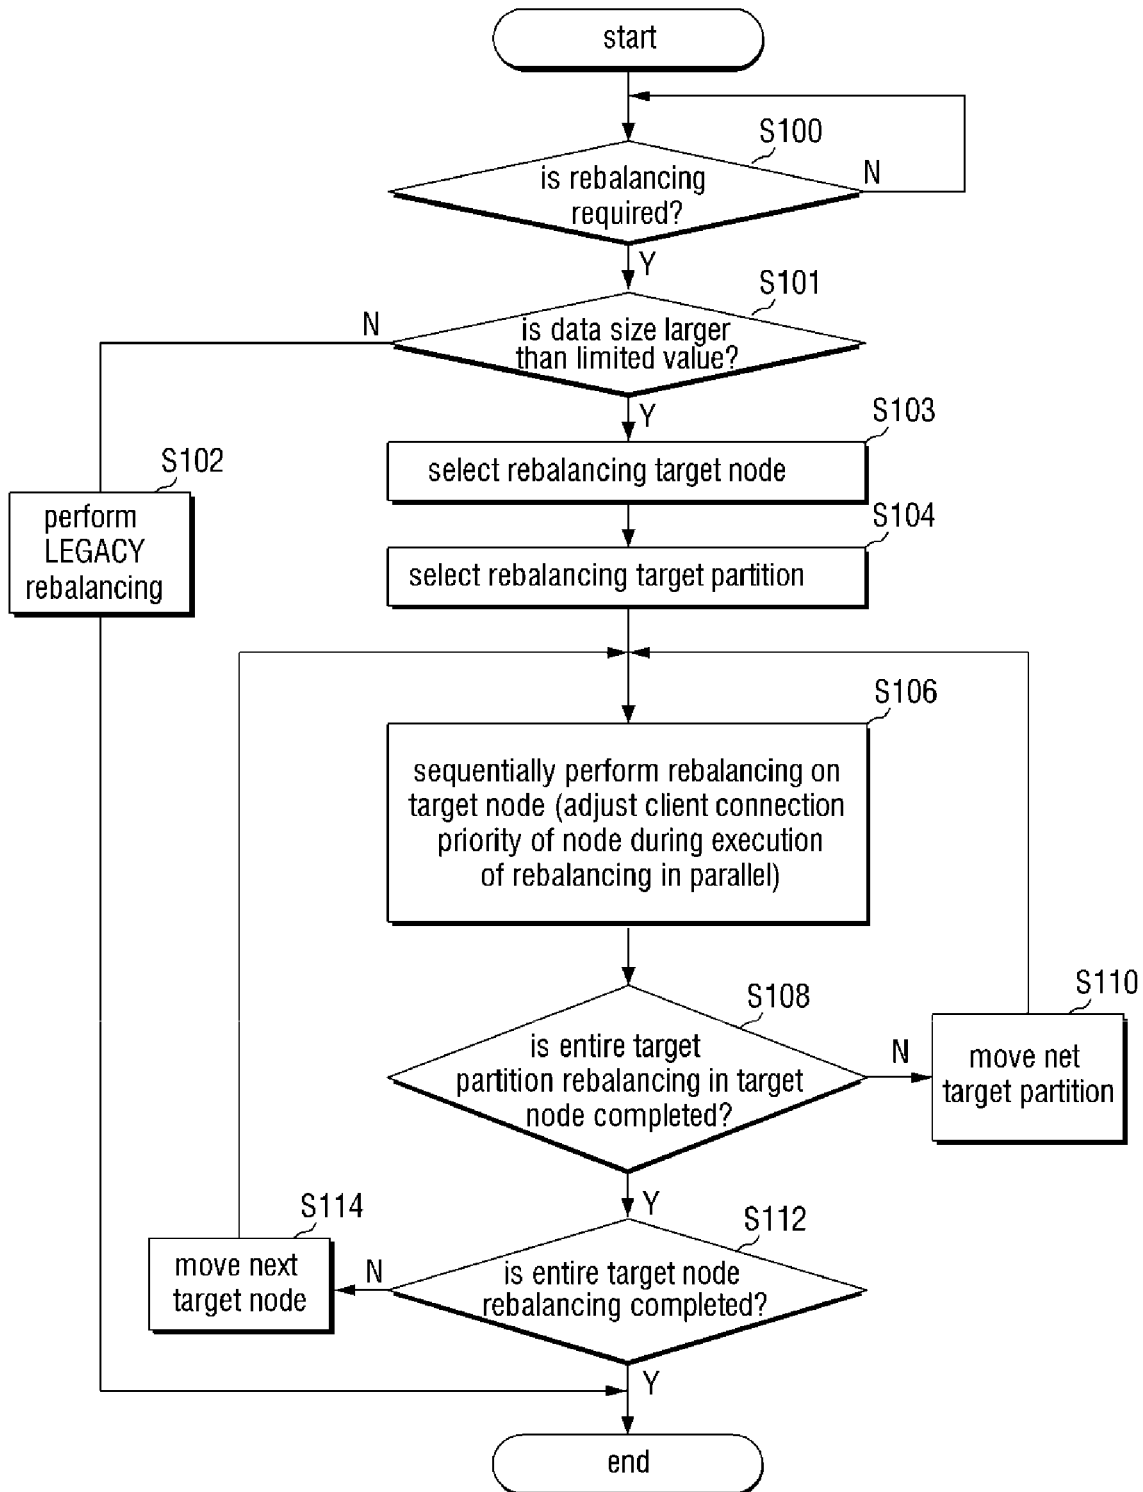 start
S100
is rebalancing
required?
N
Y
S101
is data size larger
than limited value?
N
Y
S103
select rebalancing target node
S102
perform
LEGACY
rebalancing
S104
select rebalancing target partition
S106
sequentially perform rebalancing on
target node (adjust client connection
priority of node during execution
of rebalancing in parallel)
S108
is entire target
partition rebalancing in target
node completed?
N
S110
move net
target partition
Y
S114
move next
target node
S112
is entire target node
rebalancing completed?
N
Y
end